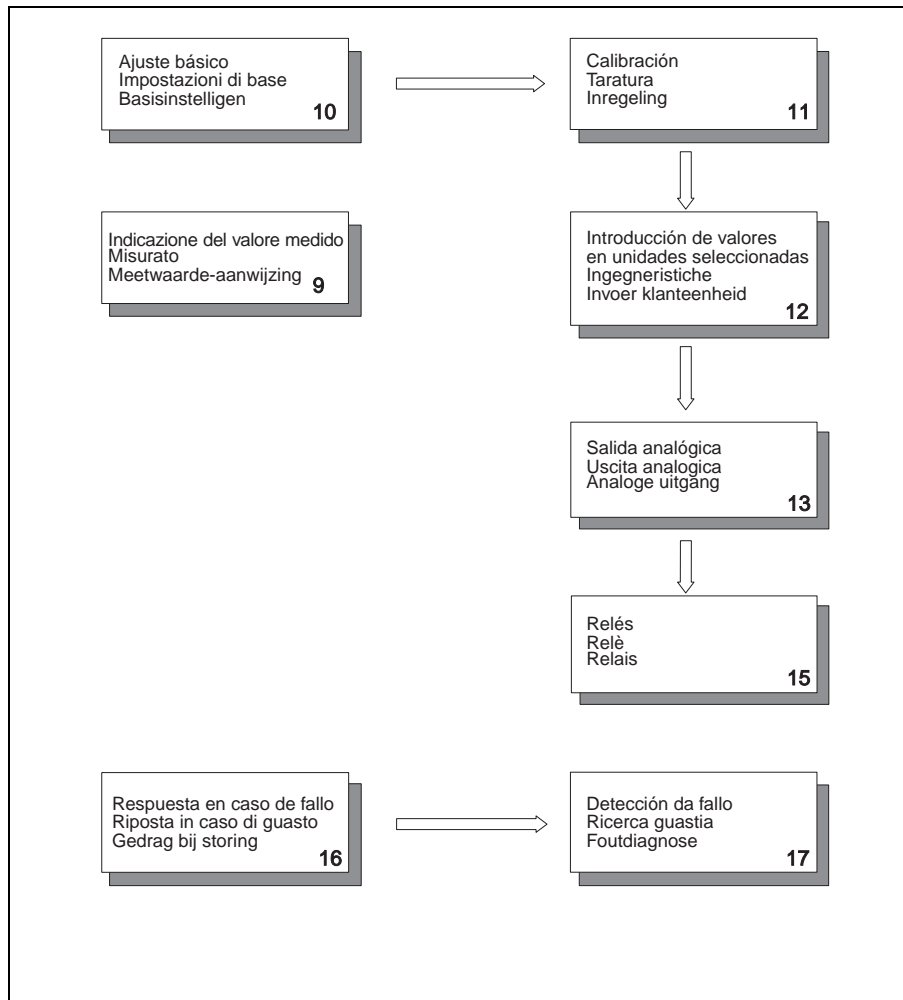 Ajuste básico
Impostazioni di base
Basisinstelligen
10
Calibración
Taratura
Inregeling
11
Indicazione del valore medido
Misurato
Meetwaarde-aanwijzing
9
Introducción de valores
en unidades seleccionadas
Ingegneristiche
Invoer klanteenheid
12
Salida analógica
Uscita analogica
Analoge uitgang
13
Relés
Relè
Relais
15
Respuesta en caso de fallo
Riposta in caso di guasto
Gedrag bij storing
16
Detección da fallo
Ricerca guastia
Foutdiagnose
17